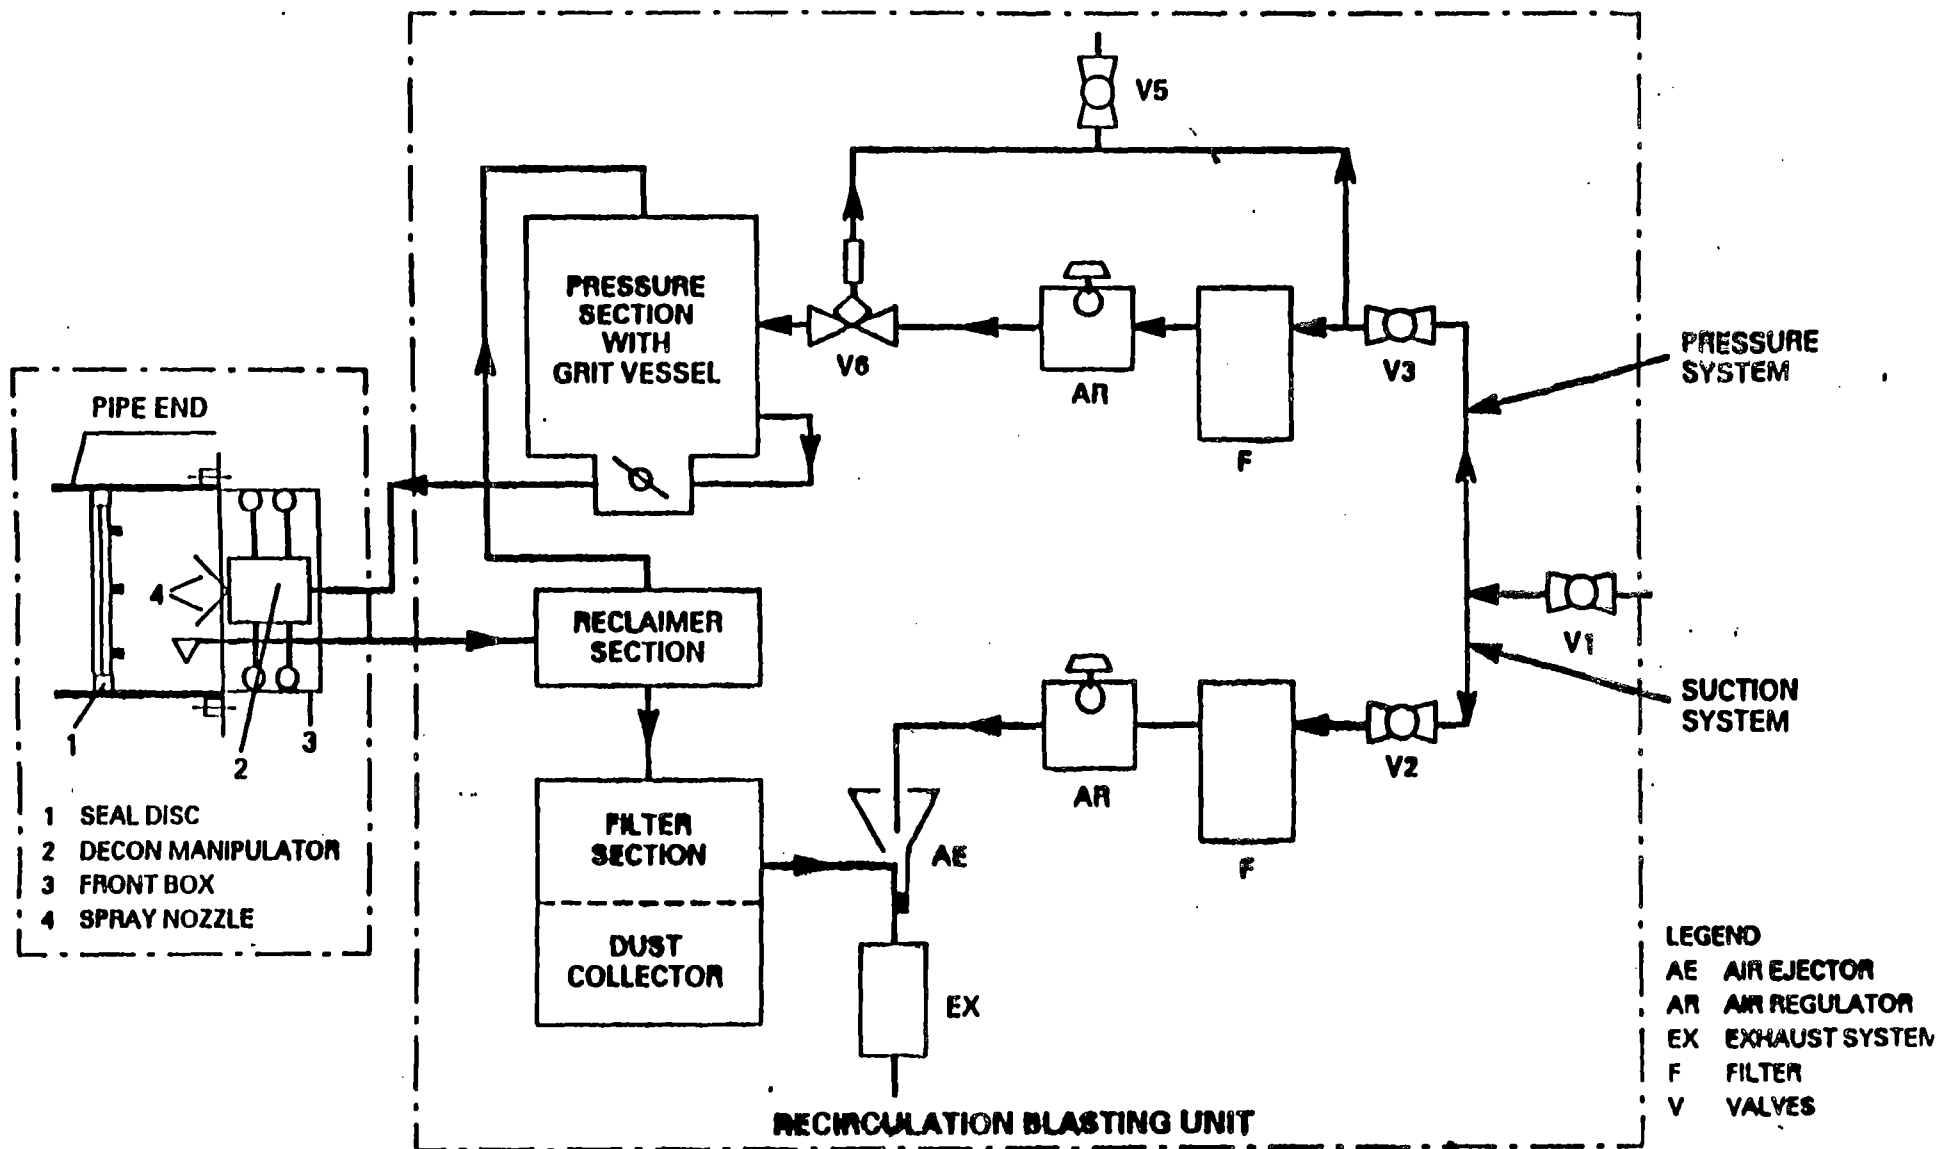 V5
PRESSURE
SECTION
WITH
GRIT VESSEL
V6
AR
F
V3
PRESSURE
SYSTEM
PIPE END
4
RECLAIMER
SECTION
V1
SUCTION
SYSTEM
1
2
3
V2
AR
F
FILTER
SECTION
AE
DUST
COLLECTOR
EX
1 SEAL DISC
2 DECON MANIPULATOR
3 FRONT BOX
4 SPRAY NOZZLE
LEGEND
AE AIR EJECTOR
AR AIR REGULATOR
EX EXHAUST SYSTEM
F FILTER
V VALVES
RECIRCULATION BLASTING UNIT